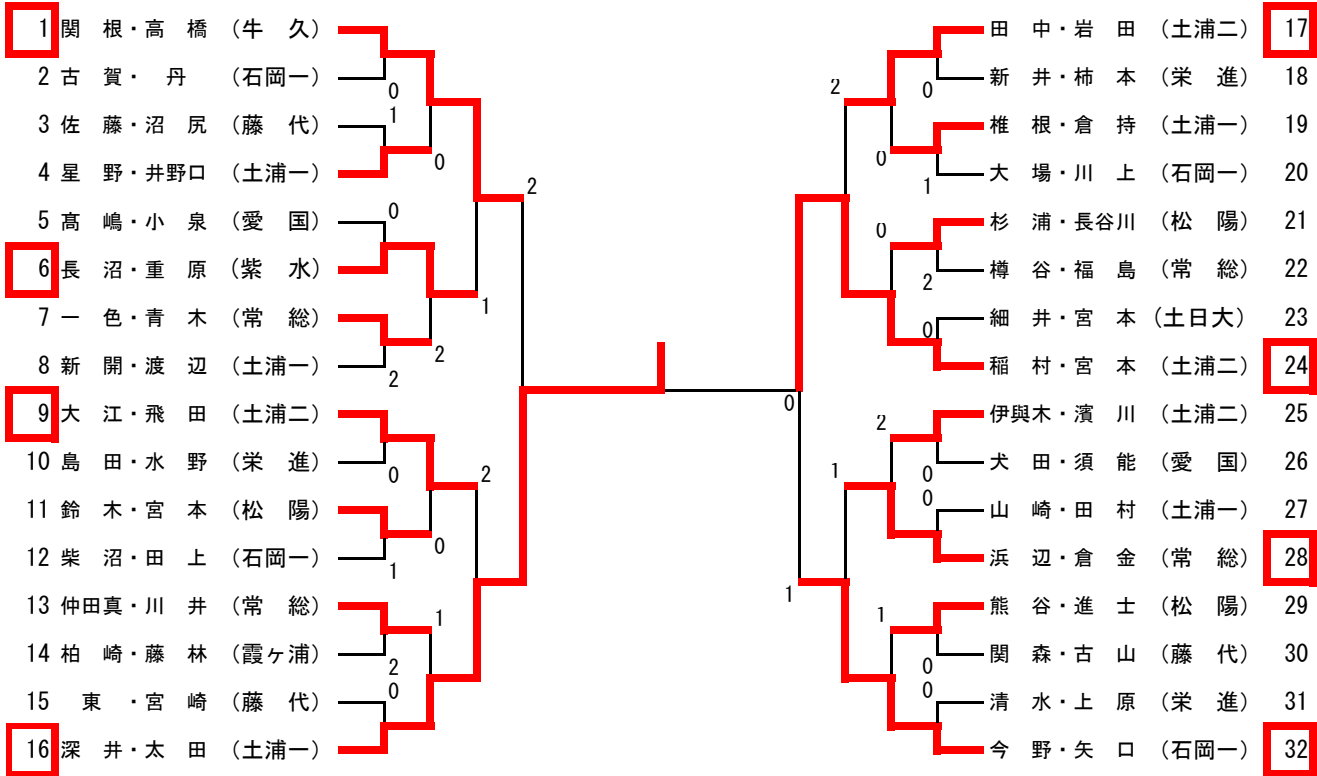 1 関 根・高 橋 (牛 久)
2 古 賀・ 丹 (石岡一)
0
3 佐 藤・沼 尻 (藤 代)
1
4 星 野・井野口 (土浦一)
0
2
5 髙 嶋・小 泉 (愛 国)
0
6 長 沼・重 原 (紫 水)
1
7 一 色・青 木 (常 総)
2
8 新 開・渡 辺 (土浦一)
2
9 大 江・飛 田 (土浦二)
10 島 田・水 野 (栄 進)
0
2
11 鈴 木・宮 本 (松 陽)
0
12 柴 沼・田 上 (石岡一)
1
13 仲田真・川 井 (常 総)
1
14 柏 崎・藤 林 (霞ヶ浦)
2
15 東 ・宮 崎 (藤 代)
0
16 深 井・太 田 (土浦一)
田 中・岩 田 (土浦二) 17
新 井・柿 本 (栄 進) 18
0
2
椎 根・倉 持 (土浦一) 19
0
大 場・川 上 (石岡一) 20
1
杉 浦・長谷川 (松 陽) 21
0
樽 谷・福 島 (常 総) 22
2
細 井・宮 本 (土日大) 23
0
稲 村・宮 本 (土浦二) 24
0
伊與木・濱 川 (土浦二) 25
2
犬 田・須 能 (愛 国) 26
0
1
山 崎・田 村 (土浦一) 27
0
浜 辺・倉 金 (常 総) 28
1
熊 谷・進 士 (松 陽) 29
1
関 森・古 山 (藤 代) 30
0
清 水・上 原 (栄 進) 31
0
今 野・矢 口 (石岡一) 32